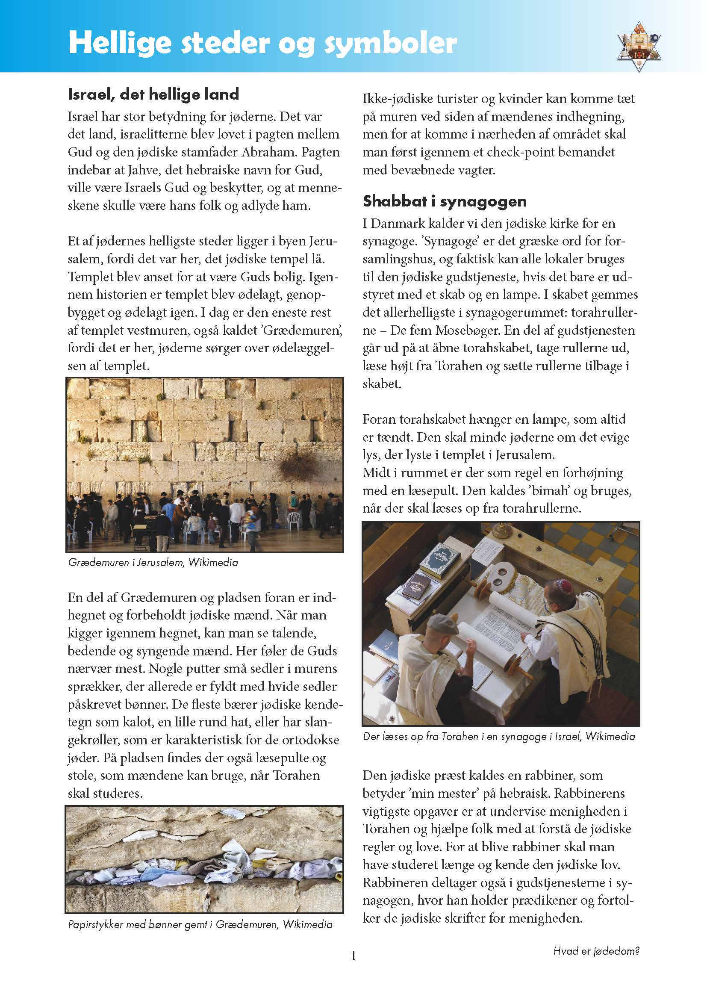 Hellige steder og symboler
Israel, det hellige land
Israel har stor betydning for jøderne. Det var
det land, israelitterne blev lovet i pagten mellem
Gud og den jødiske stamfader Abraham. Pagten
indebar at Jahve, det hebraiske navn for Gud,
ville være Israels Gud og beskytter, og at menne-
skene skulle være hans folk og adlyde ham.
Et af jødernes helligste steder ligger i byen Jeru-
salem, fordi det var her, det jødiske tempel lå.
Templet blev anset for at være Guds bolig. Igen-
nem historien er templet blev ødelagt, genop-
bygget og ødelagt igen. I dag er den eneste rest
af templet vestmuren, også kaldet ’Grædemuren’,
fordi det er her, jøderne sørger over ødelæggel-
sen af templet.
Grædemuren i Jerusalem, Wikimedia
En del af Grædemuren og pladsen foran er ind-
hegnet og forbeholdt jødiske mænd. Når man
kigger igennem hegnet, kan man se talende,
bedende og syngende mænd. Her føler de Guds
nærvær mest. Nogle putter små sedler i murens
sprækker, der allerede er fyldt med hvide sedler
påskrevet bønner. De fleste bærer jødiske kende-
tegn som kalot, en lille rund hat, eller har slan-
gekrøller, som er karakteristisk for de ortodokse
jøder. På pladsen findes der også læsepulte og
stole, som mændene kan bruge, når Torahen
skal studeres.
Papirstykker med bønner gemt i Grædemuren, Wikimedia
Ikke-jødiske turister og kvinder kan komme tæt
på muren ved siden af mændenes indhegning,
men for at komme i nærheden af området skal
man først igennem et check-point bemandet
med bevæbnede vagter.
Shabbat i synagogen
I Danmark kalder vi den jødiske kirke for en
synagoge. ’Synagoge’ er det græske ord for for-
samlingshus, og faktisk kan alle lokaler bruges
til den jødiske gudstjeneste, hvis det bare er ud-
styret med et skab og en lampe. I skabet gemmes
det allerhelligste i synagogerummet: torahruller-
ne – De fem Mosebøger. En del af gudstjenesten
går ud på at åbne torahskabet, tage rullerne ud,
læse højt fra Torahen og sætte rullerne tilbage i
skabet.
Foran torahskabet hænger en lampe, som altid
er tændt. Den skal minde jøderne om det evige
lys, der lyste i templet i Jerusalem.
Midt i rummet er der som regel en forhøjning
med en læsepult. Den kaldes ’bimah’ og bruges,
når der skal læses op fra torahrullerne.
Der læses op fra Torahen i en synagoge i Israel, Wikimedia
Den jødiske præst kaldes en rabbiner, som
betyder ’min mester’ på hebraisk. Rabbinerens
vigtigste opgaver er at undervise menigheden i
Torahen og hjælpe folk med at forstå de jødiske
regler og love. For at blive rabbiner skal man
have studeret længe og kende den jødiske lov.
Rabbineren deltager også i gudstjenesterne i sy-
nagogen, hvor han holder prædikener og fortol-
ker de jødiske skrifter for menigheden.
1
Hvad er jødedom?